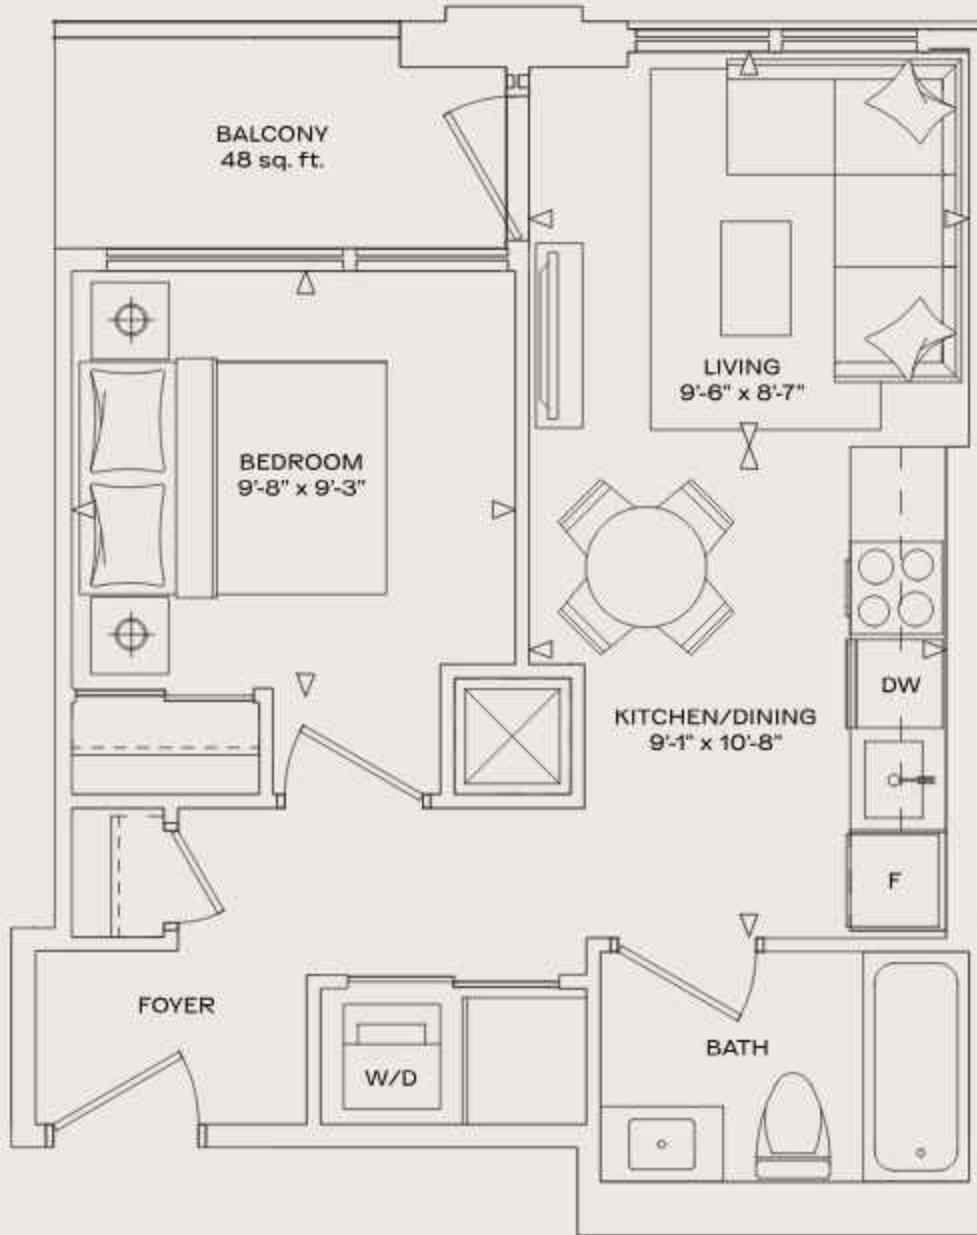 BALCONY
48 sq. ft.
LIVING
9'-6" x 8'-7"
BEDROOM
9'-8" x 9'-3"
DW
KITCHEN/DINING
9'-1" x 10'-8"
F
FOYER
BATH
W/D